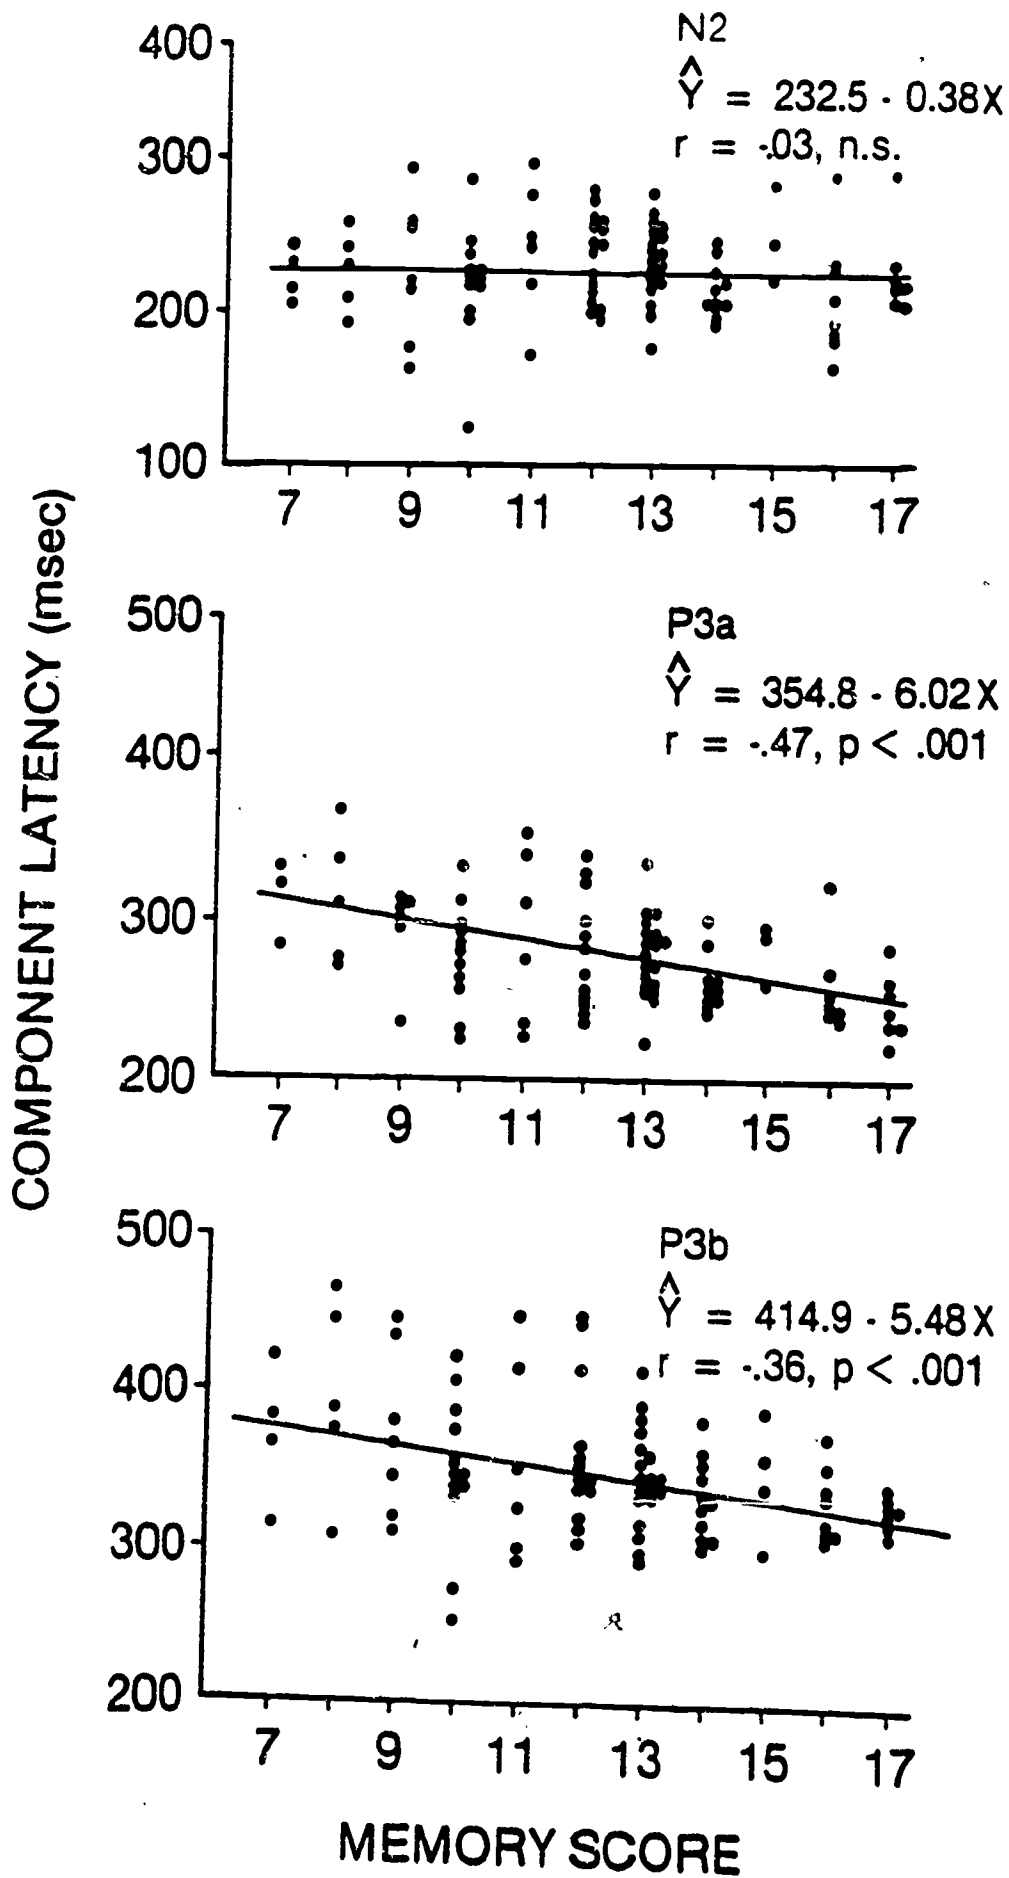 N2
Ŷ = 232.5 - 0.38X
r = -.03, n.s.
400
300
200
100
7 9 11 13 15 17
COMPONENT LATENCY (msec)
P3a
Ŷ = 354.8 - 6.02X
r = -.47, p < .001
500
400
300
200
7 9 11 13 15 17
P3b
Ŷ = 414.9 - 5.48X
r = -.36, p < .001
500
400
300
200
7 9 11 13 15 17
MEMORY SCORE